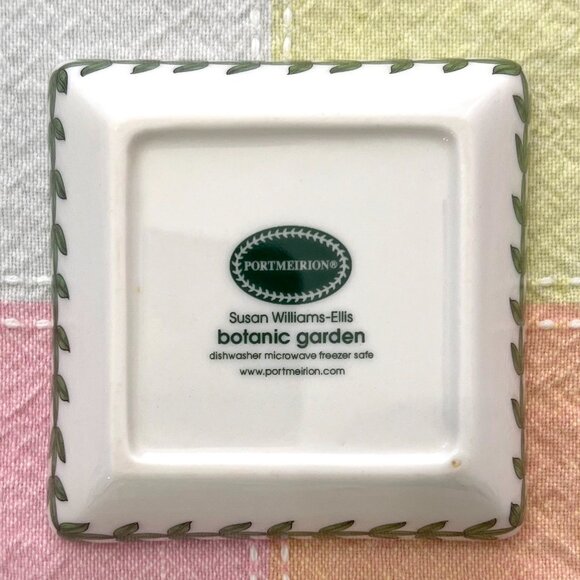 PORTMEIRION®
Susan Williams-Ellis
botanic garden
dishwasher microwave freezer safe
www.portmeirion.com